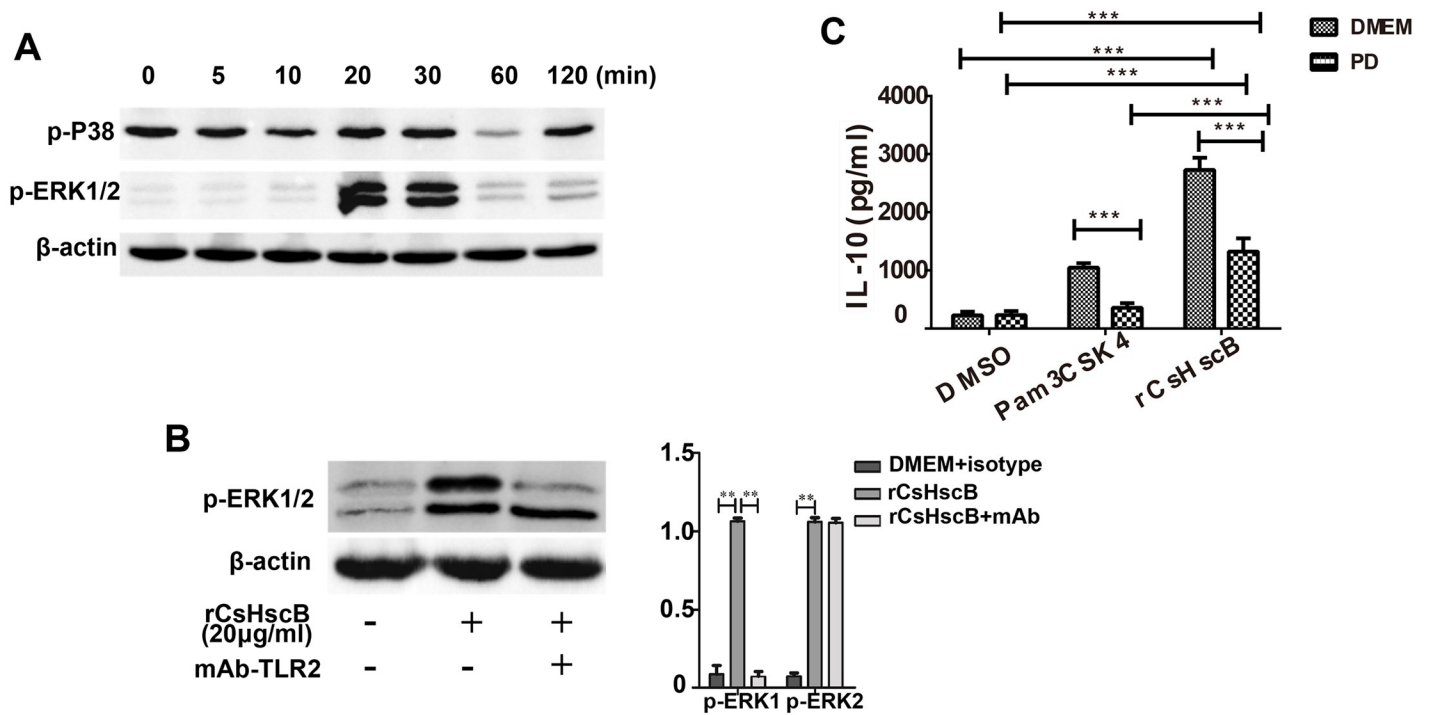 A
0 5 10 20 30 60 120 (min)
p-P38
p-ERK1/2
β-actin
B
p-ERK1/2
β-actin
rCsHscB
(20µg/ml)
- + +
mAb-TLR2
- - +
1.5
1.0
0.5
0
** ** **
p-ERK1 p-ERK2
DMEM+isotype
rCsHscB
rCsHscB+mAb
C
***
***
***
***
***
***
DMEM
PD
IL-10 (pg/ml)
4000
3000
2000
1000
0
DMSO
Pam3CSK4
rCsHscB